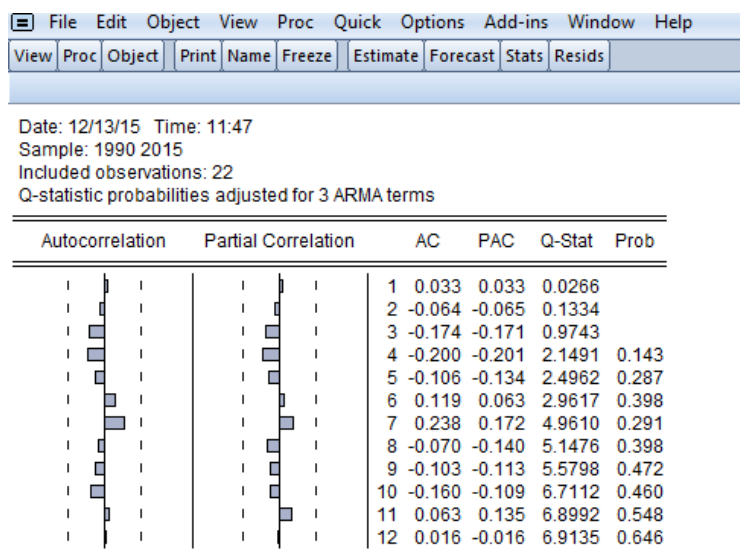 File Edit Object View Proc Quick Options Add-ins Window Help
View Proc Object Print Name Freeze Estimate Forecast Stats Resids
Date: 12/13/15 Time: 11:47
Sample: 1990 2015
Included observations: 22
Q-statistic probabilities adjusted for 3 ARMA terms
Autocorrelation Partial Correlation AC PAC Q-Stat Prob
1 0.033 0.033 0.0266
2 -0.064 -0.065 0.1334
3 -0.174 -0.171 0.9743
4 -0.200 -0.201 2.1491 0.143
5 -0.106 -0.134 2.4962 0.287
6 0.119 0.063 2.9617 0.398
7 0.238 0.172 4.9610 0.291
8 -0.070 -0.140 5.1476 0.398
9 -0.103 -0.113 5.5798 0.472
10 -0.160 -0.109 6.7112 0.460
11 0.063 0.135 6.8992 0.548
12 0.016 -0.016 6.9135 0.646